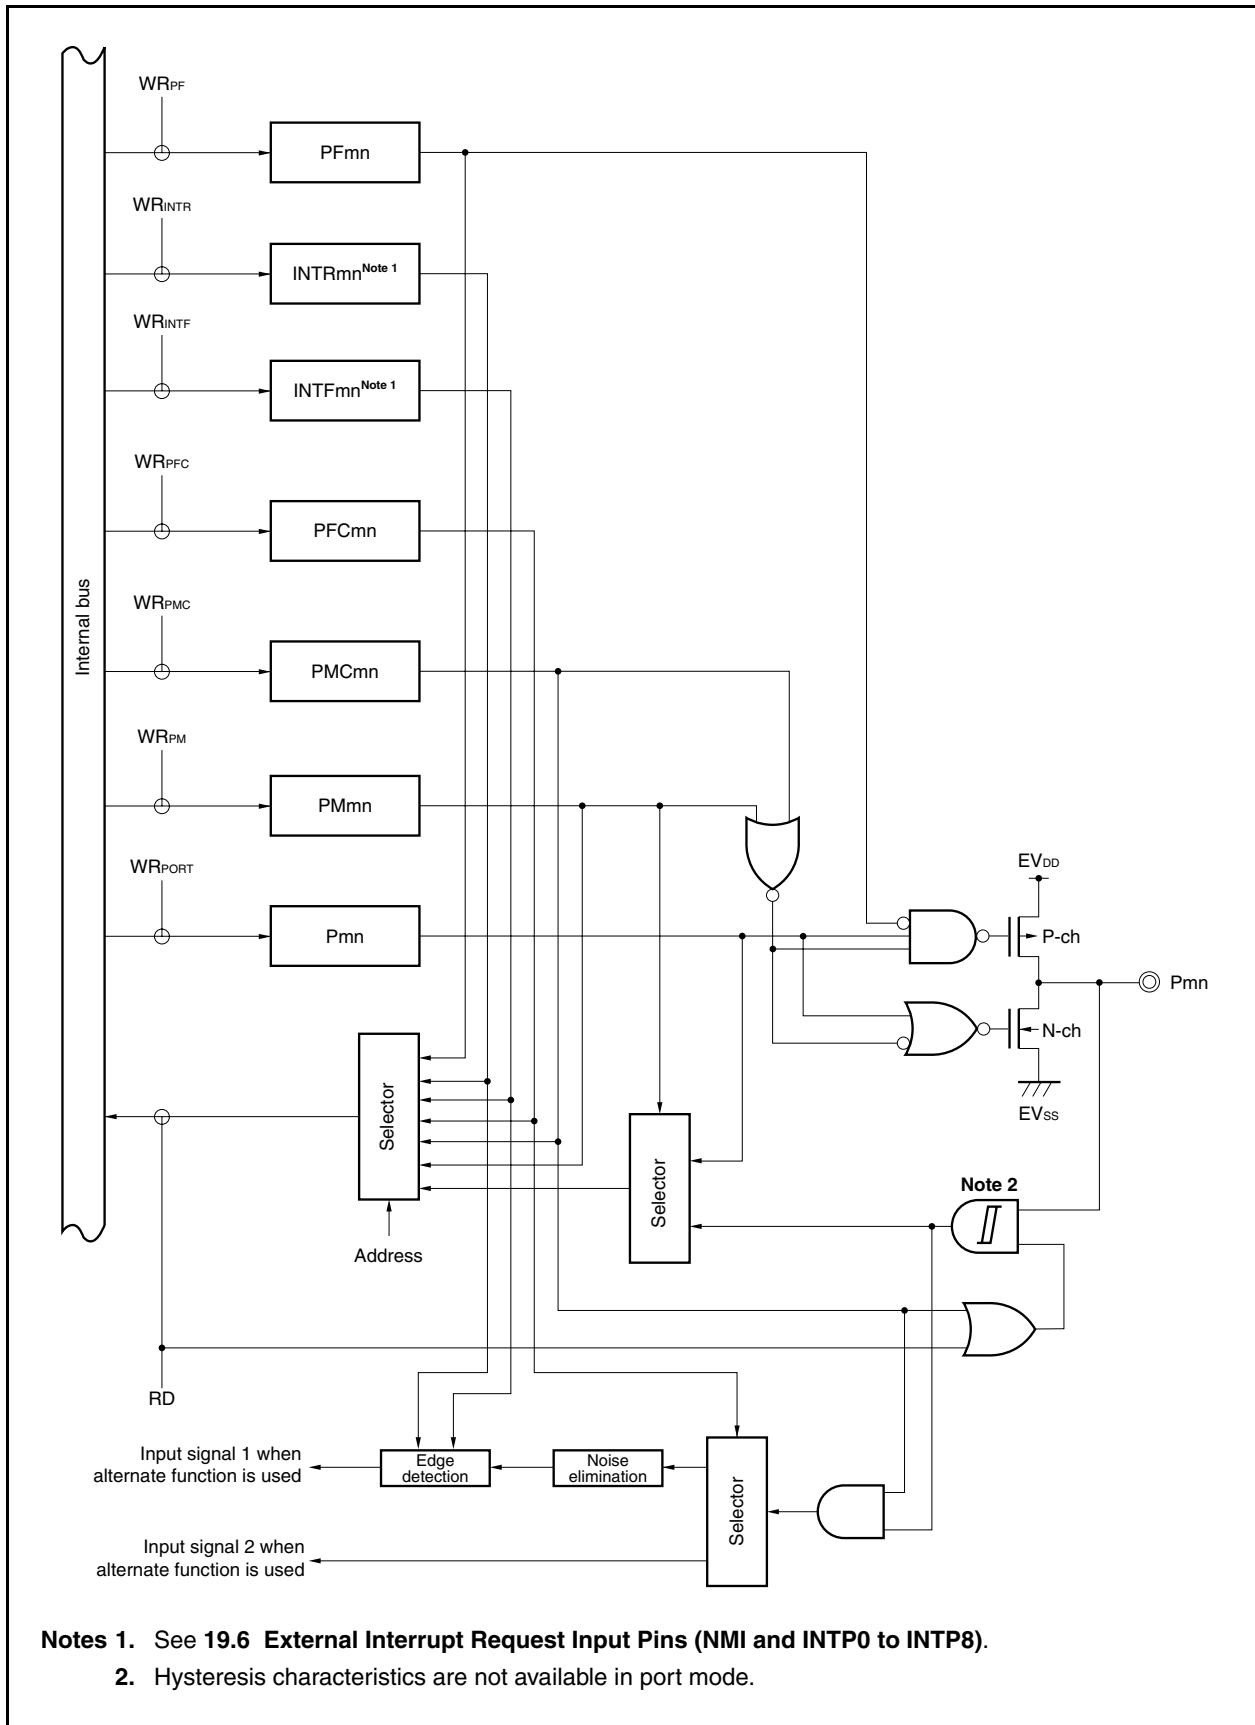 WRPF
PFmn
WRINTR
INTRmnNote 1
WRINTF
INTFmnNote 1
WRPFC
PFCmn
Internal bus
WRPMC
PMCmn
WRPM
PMmn
WRPORT
Pmn
EVDD
P-ch
Pmn
N-ch
EVSS
Selector
Selector
Note 2
Address
RD
Input signal 1 when
alternate function is used
Edge
detection
Noise
elimination
Selector
Input signal 2 when
alternate function is used
Notes 1. See 19.6 External Interrupt Request Input Pins (NMI and INTP0 to INTP8).
2. Hysteresis characteristics are not available in port mode.